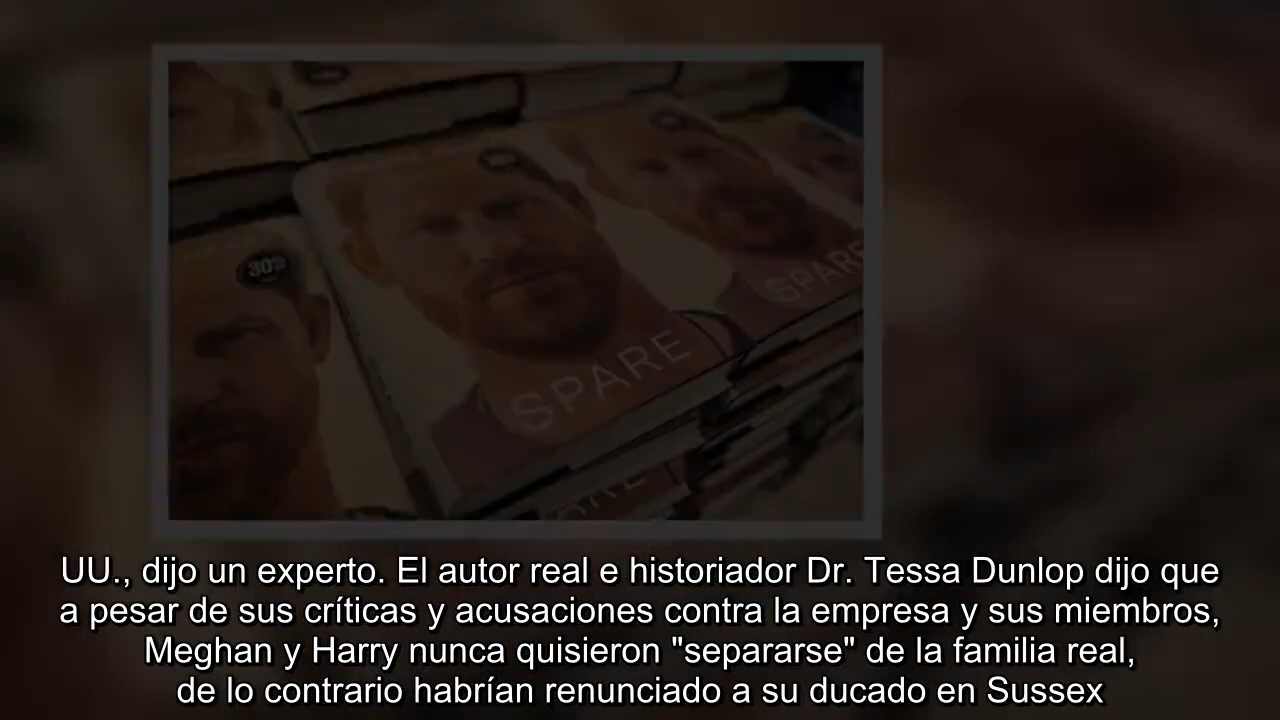 30%
SPARE
SPARE
UU., dijo un experto. El autor real e historiador Dr. Tessa Dunlop dijo que
a pesar de sus críticas y acusaciones contra la empresa y sus miembros,
Meghan y Harry nunca quisieron "separarse" de la familia real,
de lo contrario habrían renunciado a su ducado en Sussex